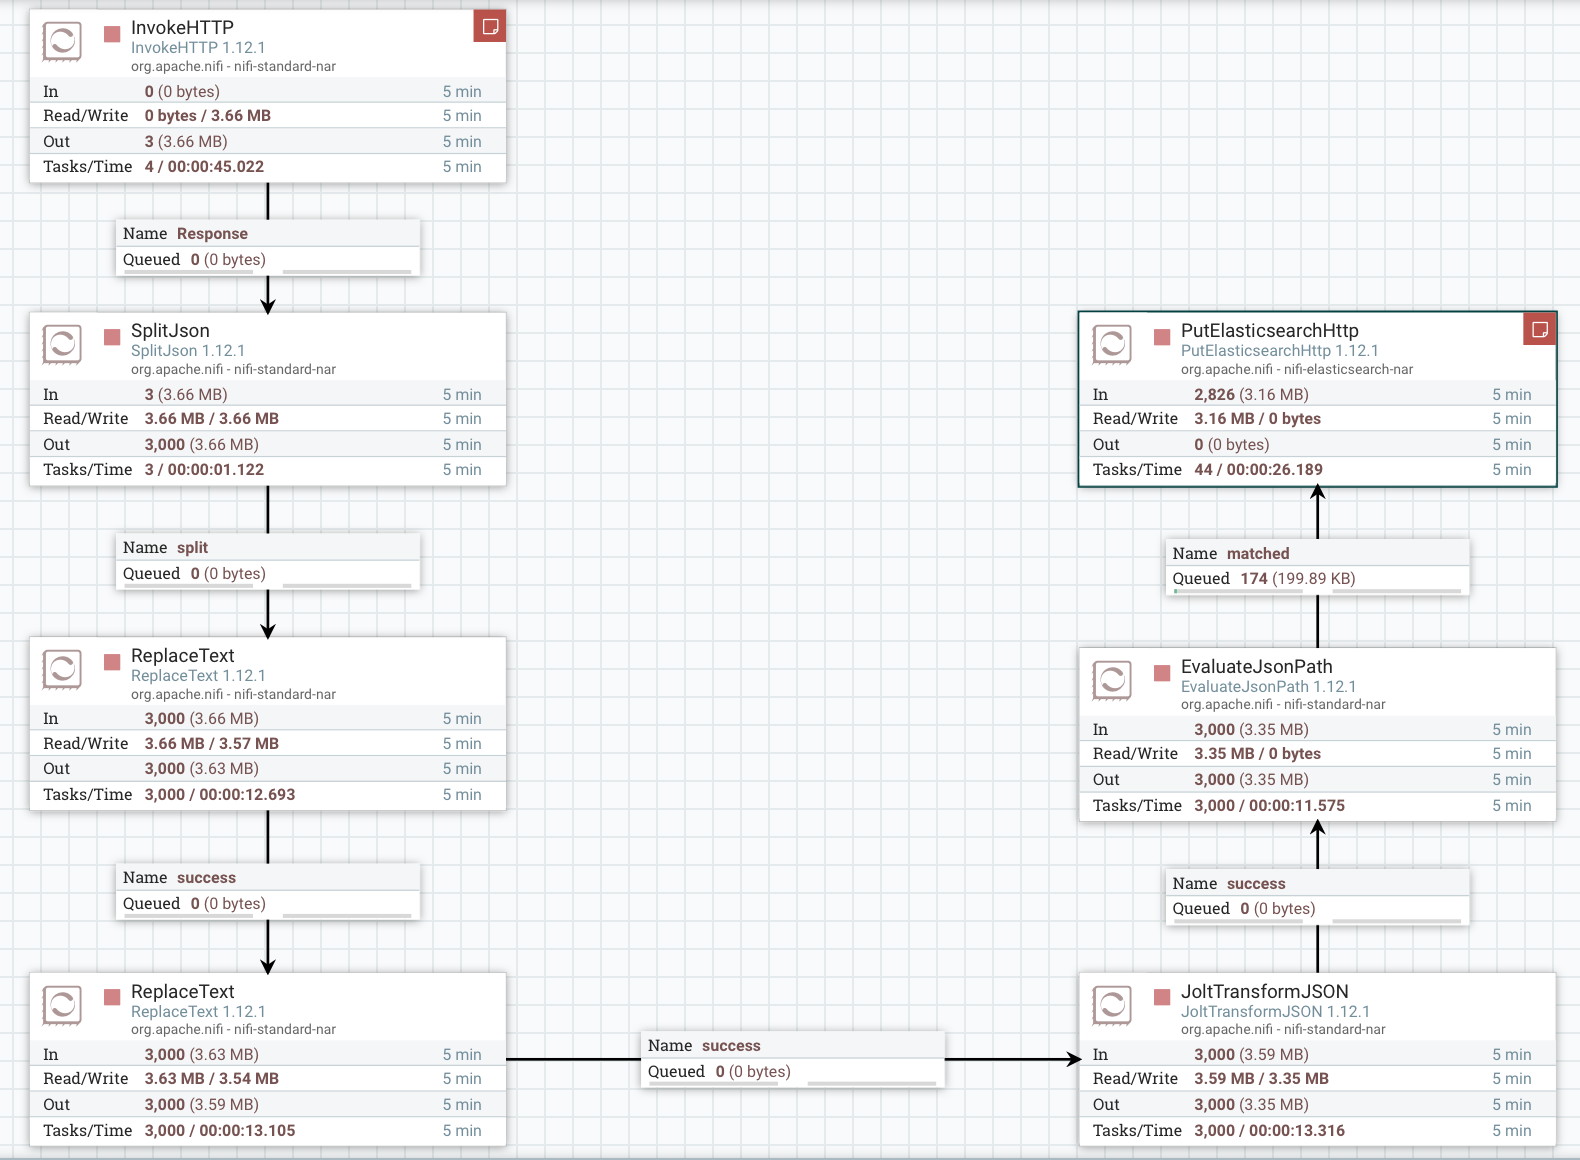 InvokeHTTP
InvokeHTTP 1.12.1
org.apache.nifi - nifi-standard-nar
In 0 (0 bytes) 5 min
Read/Write 0 bytes / 3.66 MB 5 min
Out 3 (3.66 MB) 5 min
Tasks/Time 4 / 00:00:45.022 5 min
Name Response
Queued 0 (0 bytes)
SplitJson
SplitJson 1.12.1
org.apache.nifi - nifi-standard-nar
In 3 (3.66 MB) 5 min
Read/Write 3.66 MB / 3.66 MB 5 min
Out 3,000 (3.66 MB) 5 min
Tasks/Time 3 / 00:00:01.122 5 min
Name split
Queued 0 (0 bytes)
ReplaceText
ReplaceText 1.12.1
org.apache.nifi - nifi-standard-nar
In 3,000 (3.66 MB) 5 min
Read/Write 3.66 MB / 3.57 MB 5 min
Out 3,000 (3.63 MB) 5 min
Tasks/Time 3,000 / 00:00:12.693 5 min
Name success
Queued 0 (0 bytes)
ReplaceText
ReplaceText 1.12.1
org.apache.nifi - nifi-standard-nar
In 3,000 (3.63 MB) 5 min
Read/Write 3.63 MB / 3.54 MB 5 min
Out 3,000 (3.59 MB) 5 min
Tasks/Time 3,000 / 00:00:13.105 5 min
Name success
Queued 0 (0 bytes)
JoltTransformJSON
JoltTransformJSON 1.12.1
org.apache.nifi - nifi-standard-nar
In 3,000 (3.59 MB) 5 min
Read/Write 3.59 MB / 3.35 MB 5 min
Out 3,000 (3.35 MB) 5 min
Tasks/Time 3,000 / 00:00:13.316 5 min
Name success
Queued 0 (0 bytes)
EvaluateJsonPath
EvaluateJsonPath 1.12.1
org.apache.nifi - nifi-standard-nar
In 3,000 (3.35 MB) 5 min
Read/Write 3.35 MB / 0 bytes 5 min
Out 3,000 (3.35 MB) 5 min
Tasks/Time 3,000 / 00:00:11.575 5 min
Name matched
Queued 174 (199.89 KB)
PutElasticsearchHttp
PutElasticsearchHttp 1.12.1
org.apache.nifi - nifi-elasticsearch-nar
In 2,826 (3.16 MB) 5 min
Read/Write 3.16 MB / 0 bytes 5 min
Out 0 (0 bytes) 5 min
Tasks/Time 44 / 00:00:26.189 5 min